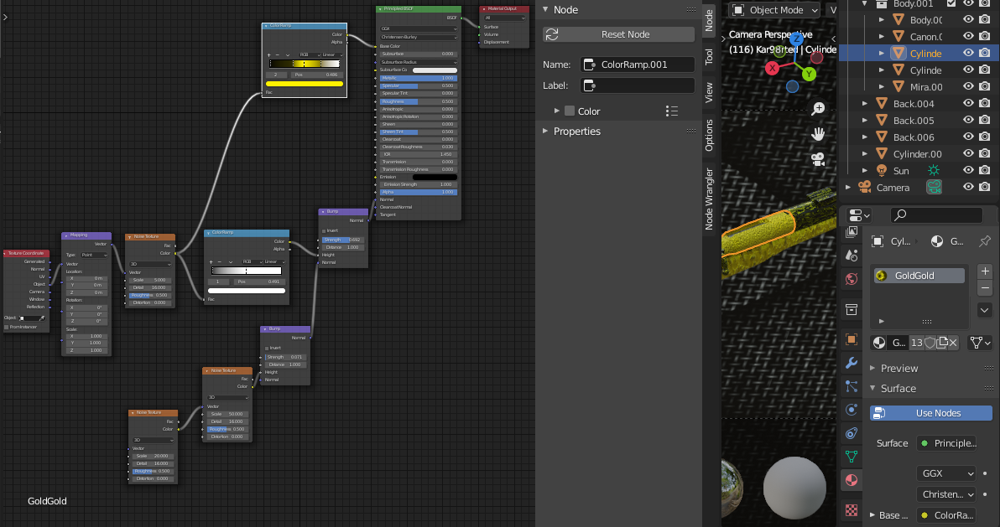 ColorRamp
Color
Alpha
RGB
Linear
2
Pos
0.486
Fac
Principled BSDF
BSDF
GGX
Christensen-Burley
Base Color
Subsurface 0.000
Subsurface Radius
Subsurface Co
Metallic 1.000
Specular 0.500
Specular Tint 0.000
Roughness 0.500
Anisotropic 0.000
Anisotropic Rotation 0.000
Sheen 0.000
Sheen Tint 0.500
Clearcoat 0.000
Clearcoat Roughness 0.030
IOR 1.450
Transmission 0.000
Transmission Roughness 0.000
Emission
Emission Strength 1.000
Alpha 1.000
Normal
Clearcoat Normal
Tangent
Material Output
All
Surface
Volume
Displacement
Texture Coordinate
Generated
Normal
UV
Object
Camera
Window
Reflection
Object:
From Instancer
Mapping
Vector
Type: Point
Vector
Location:
X 0 m
Y 0 m
Z 0 m
Rotation:
X 0°
Y 0°
Z 0°
Scale:
X 1.000
Y 1.000
Z 1.000
Noise Texture
Fac
Color
3D
Vector
Scale 5.000
Detail 16.000
Roughness 0.500
Distortion 0.000
ColorRamp
Color
Alpha
RGB
Linear
1
Pos
0.491
Fac
Bump
Normal
Invert
Strength 0.692
Distance 1.000
Height
Normal
Bump
Normal
Invert
Strength 0.071
Distance 1.000
Height
Normal
Noise Texture
Fac
Color
3D
Vector
Scale 50.000
Detail 16.000
Roughness 0.500
Distortion 0.000
Noise Texture
Fac
Color
3D
Vector
Scale 20.000
Detail 16.000
Roughness 0.500
Distortion 0.000
GoldGold
Node
Reset Node
Name: ColorRamp.001
Label:
Color
Properties
Node
Tool
View
Options
Node Wrangler
Object Mode
V
Camera Perspective
(116) Kar98rted | Cylinde
X
Y
Z
Body.001
Body.0
Canon.0
Cylinde
Cylinde
Mira.00
Back.004
Back.005
Back.006
Cylinder.00
Sun
Camera
Cyl...
G...
GoldGold
G...
13
Preview
Surface
Use Nodes
Surface
Principle...
GGX
Christen...
Base ...
ColorRa...